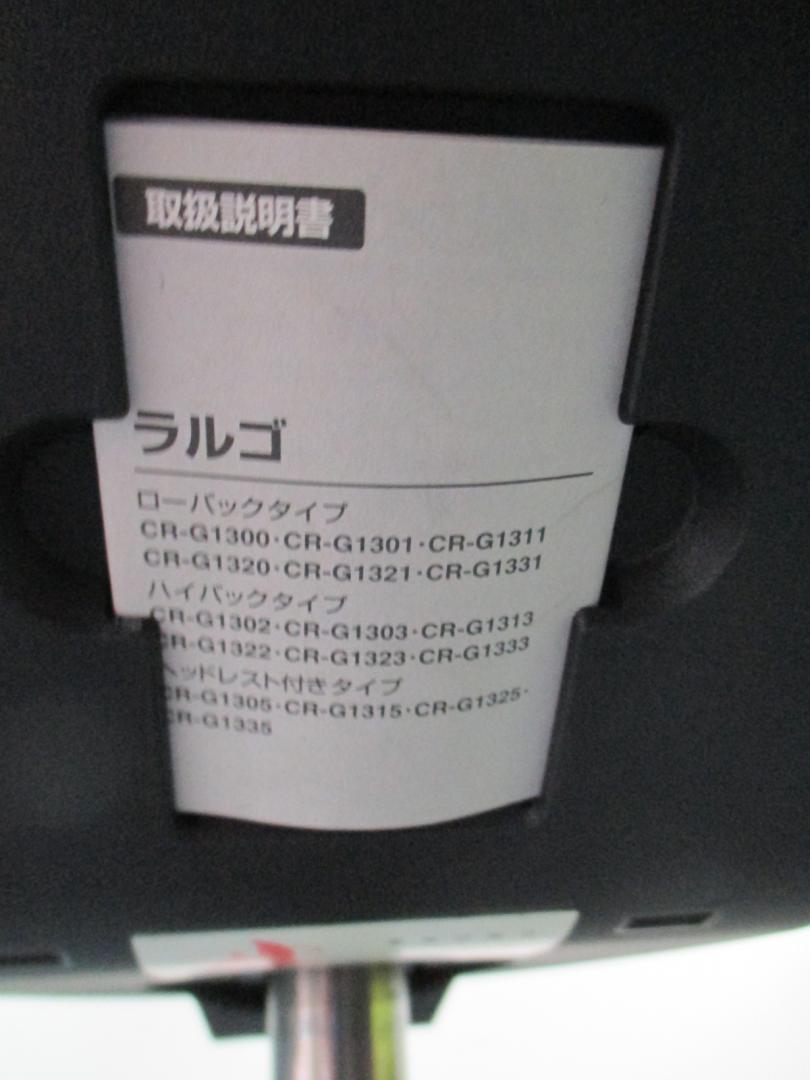 取扱説明書
ラルゴ
ローバックタイプ
CR-G1300・CR-G1301・CR-G1311
CR-G1320・CR-G1321・CR-G1331
ハイバックタイプ
CR-G1302・CR-G1303・CR-G1313
CR-G1322・CR-G1323・CR-G1333
ヘッドレスト付きタイプ
CR-G1305・CR-G1315・CR-G1325・
CR-G1335